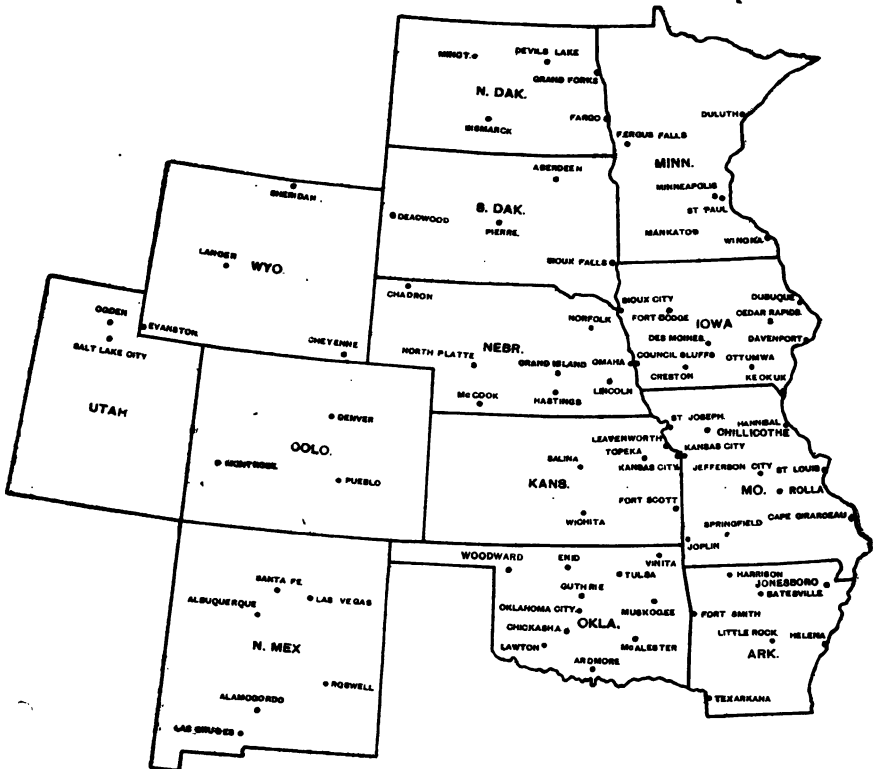 MINOT.
DEVILS LAKE
GRAND FORKS
N. DAK.
BISMARCK
FARGO
DULUTH
FERGUS FALLS
MINN.
MINNEAPOLIS
ST PAUL
MANKATO
WINONA
ABERDEEN
S. DAK.
DEADWOOD
PIERRE.
SIOUX FALLS
SHERIDAN
LANDER
WYO.
EVANSTON
CHEYENNE
OGDEN
SALT LAKE CITY
UTAH
CHADRON
NORFOLK
NORTH PLATTE
NEBR.
GRAND ISLAND
OMAHA
LINCOLN
McCOOK
HASTINGS
SIOUX CITY
FORT DODGE
DUBUQUE
CEDAR RAPIDS.
IOWA
DES MOINES.
DAVENPORT
COUNCIL BLUFFS
OTTUMWA
CRESTON
KEOKUK
DENVER
COLO.
MONTROSE
PUEBLO
LEAVENWORTH
TOPEKA
SALINA
KANSAS CITY
KANS.
FORT SCOTT
WICHITA
ST JOSEPH.
HANNIBAL
CHILLICOTHE
KANSAS CITY
JEFFERSON CITY
ST LOUIS
MO.
ROLLA
CAPE GIRARDEAU
SPRINGFIELD
JOPLIN
WOODWARD
ENID
VINITA
TULSA
GUTHRIE
OKLAHOMA CITY
MUSKOGEE
CHICKASHA
OKLA.
LAWTON
McALESTER
ARDMORE
HARRISON
JONESBORO
BATESVILLE
FORT SMITH
LITTLE ROCK
HELENA
ARK.
TEXARKANA
SANTA FE
ALBUQUERQUE
LAS VEGAS
N. MEX
ROSWELL
ALAMOGORDO
LAS CRUCES